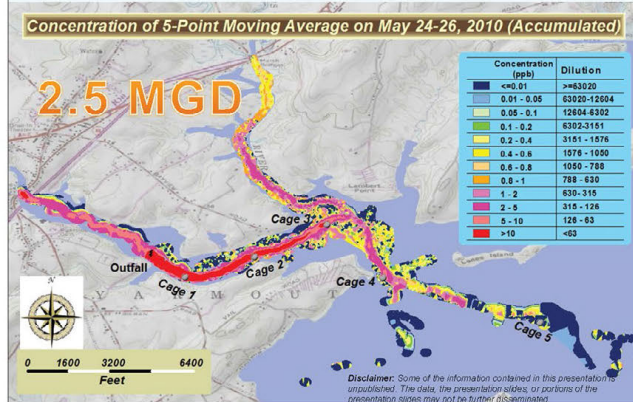 Concentration of 5-Point Moving Average on May 24-26, 2010 (Accumulated)
2.5 MGD
Concentration (ppb) Dilution
<=0.01 >=63020
0.01 - 0.05 63020-12604
0.05 - 0.1 12604-6302
0.1 - 0.2 6302-3151
0.2 - 0.4 3151 - 1576
0.4 - 0.6 1576 - 1050
0.6 - 0.8 1050 - 788
0.8 - 1 788 - 630
1 - 2 630-315
2 - 5 315 - 126
5 - 10 126 - 63
>10 <63
Cage 3
Outfall
Cage 2
Cage 1
Cage 4
Cage 5
YARMOUT
N
0 1600 3200 6400
Feet
Disclaimer: Some of the information contained in this presentation is
unpublished. The data, the presentation slides, or portions of the
presentation slides may not be further disseminated.